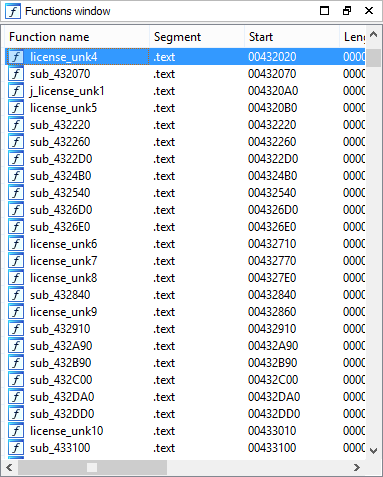 Functions window
Function name Segment Start Leng
license_unk4 .text 00432020 0000
sub_432070 .text 00432070 0000
j_license_unk1 .text 004320A0 0000
license_unk5 .text 004320B0 0000
sub_432220 .text 00432220 0000
sub_432260 .text 00432260 0000
sub_4322D0 .text 004322D0 0000
sub_4324B0 .text 004324B0 0000
sub_432540 .text 00432540 0000
sub_4326D0 .text 004326D0 0000
sub_4326E0 .text 004326E0 0000
license_unk6 .text 00432710 0000
license_unk7 .text 00432770 0000
license_unk8 .text 004327E0 0000
sub_432840 .text 00432840 0000
license_unk9 .text 00432860 0000
sub_432910 .text 00432910 0000
sub_432A90 .text 00432A90 0000
sub_432B90 .text 00432B90 0000
sub_432C00 .text 00432C00 0000
sub_432DA0 .text 00432DA0 0000
sub_432DD0 .text 00432DD0 0000
license_unk10 .text 00433010 0000
sub_433100 .text 00433100 0000